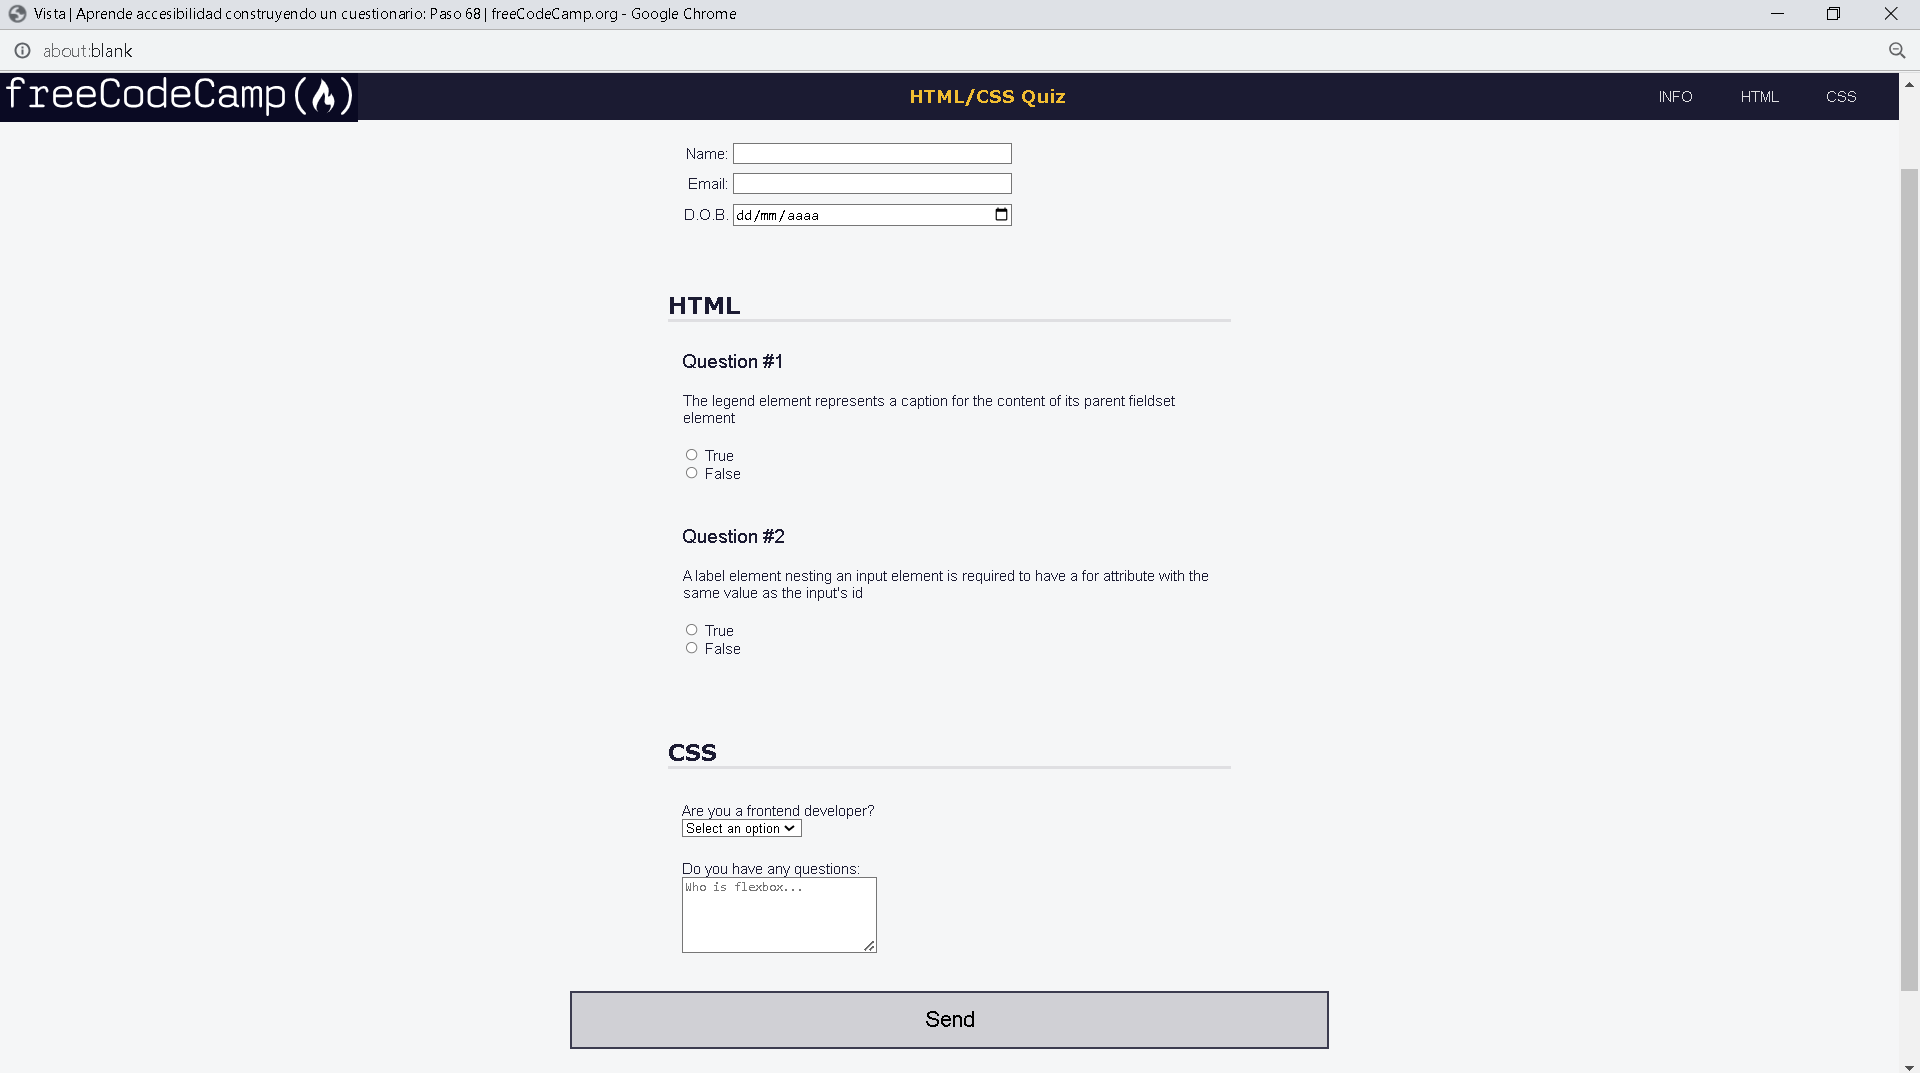 Vista | Aprende accesibilidad construyendo un cuestionario: Paso 68 | freeCodeCamp.org - Google Chrome
about:blank
freeCodeCamp
HTML/CSS Quiz
INFO
HTML
CSS
Name:
Email:
D.O.B.
dd/mm/aaaa
HTML
Question #1
The legend element represents a caption for the content of its parent fieldset
element
True
False
Question #2
A label element nesting an input element is required to have a for attribute with the
same value as the input's id
True
False
CSS
Are you a frontend developer?
Select an option
Do you have any questions:
Who is flexbox...
Send